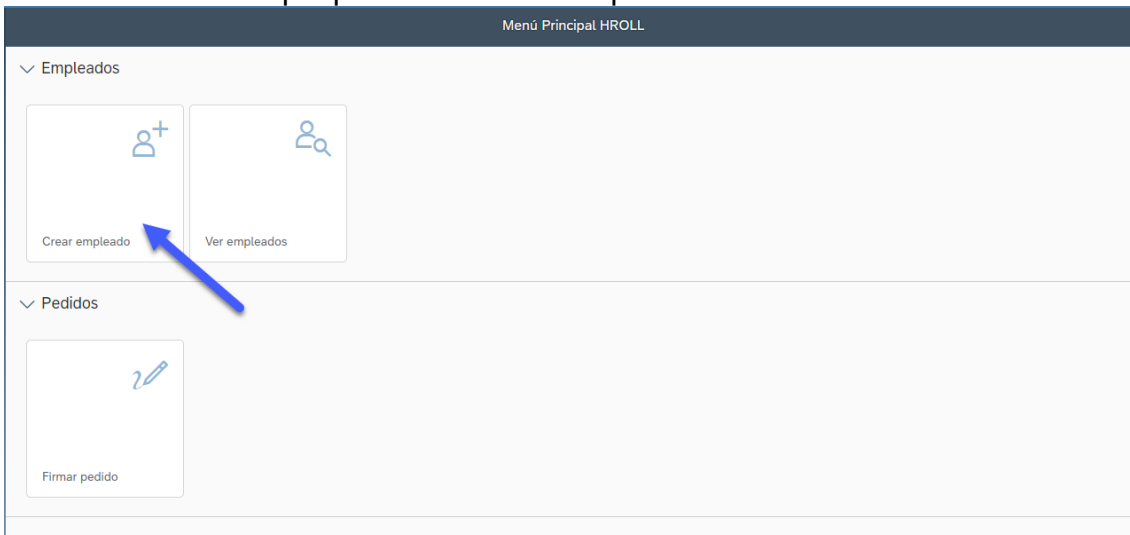 Menú Principal HROLL
Empleados
Crear empleado
Ver empleados
Pedidos
Firmar pedido